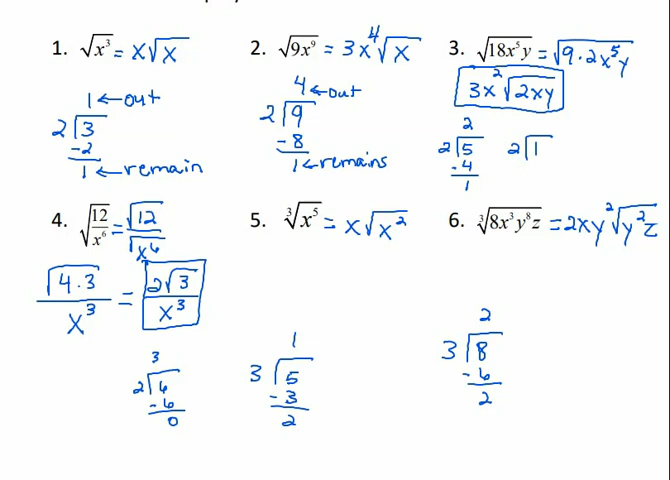 1. √x³ = x√x
1 ← out
2 √3
-2
1 ← remain
2. √9x⁹ = 3x⁴√x
4 ← out
2 √9
-8
1 ← remains
3. √18x⁵y = √9·2x⁵y
3x²√2xy
2
2 √5
-4
1
2 √1
4. √12/x⁶ = √12/√x⁶
√4·3/x³ = 2√3/x³
3
2 √6
-6
0
5. ∛x⁵ = x√x²
1
3 √5
-3
2
6. ∛8x³y⁸z = 2xy²√y²z
2
3 √8
-6
2